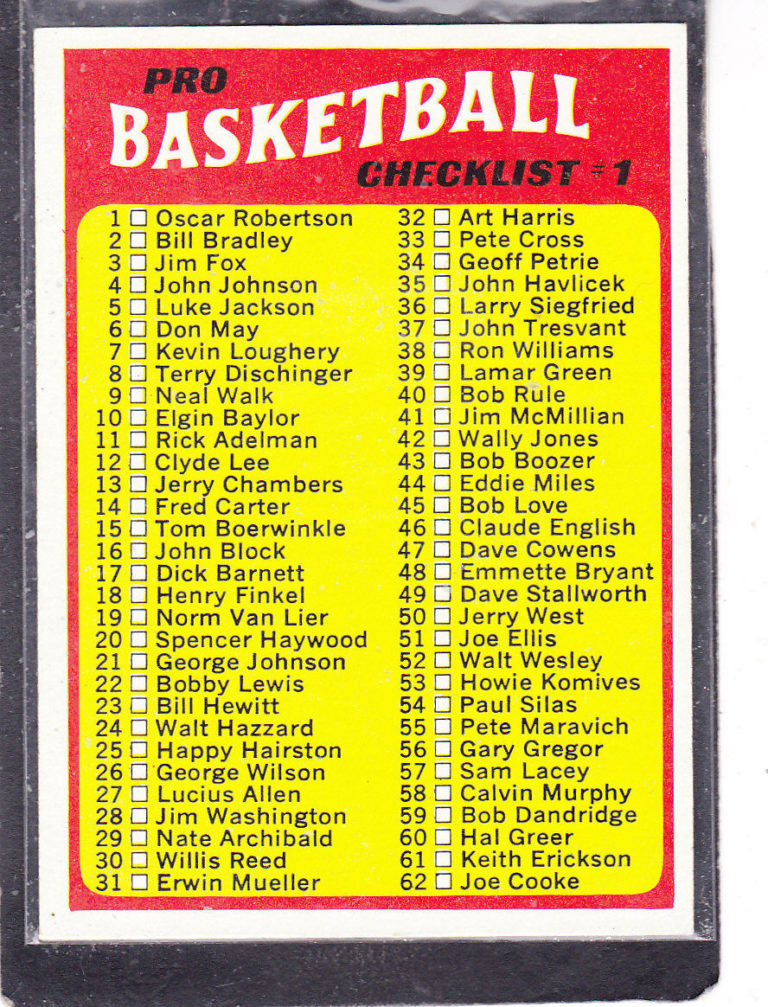 PRO
BASKETBALL
CHECKLIST #1
1 Oscar Robertson
2 Bill Bradley
3 Jim Fox
4 John Johnson
5 Luke Jackson
6 Don May
7 Kevin Loughery
8 Terry Dischinger
9 Neal Walk
10 Elgin Baylor
11 Rick Adelman
12 Clyde Lee
13 Jerry Chambers
14 Fred Carter
15 Tom Boerwinkle
16 John Block
17 Dick Barnett
18 Henry Finkel
19 Norm Van Lier
20 Spencer Haywood
21 George Johnson
22 Bobby Lewis
23 Bill Hewitt
24 Walt Hazzard
25 Happy Hairston
26 George Wilson
27 Lucius Allen
28 Jim Washington
29 Nate Archibald
30 Willis Reed
31 Erwin Mueller
32 Art Harris
33 Pete Cross
34 Geoff Petrie
35 John Havlicek
36 Larry Siegfried
37 John Tresvant
38 Ron Williams
39 Lamar Green
40 Bob Rule
41 Jim McMillian
42 Wally Jones
43 Bob Boozer
44 Eddie Miles
45 Bob Love
46 Claude English
47 Dave Cowens
48 Emmette Bryant
49 Dave Stallworth
50 Jerry West
51 Joe Ellis
52 Walt Wesley
53 Howie Komives
54 Paul Silas
55 Pete Maravich
56 Gary Gregor
57 Sam Lacey
58 Calvin Murphy
59 Bob Dandridge
60 Hal Greer
61 Keith Erickson
62 Joe Cooke